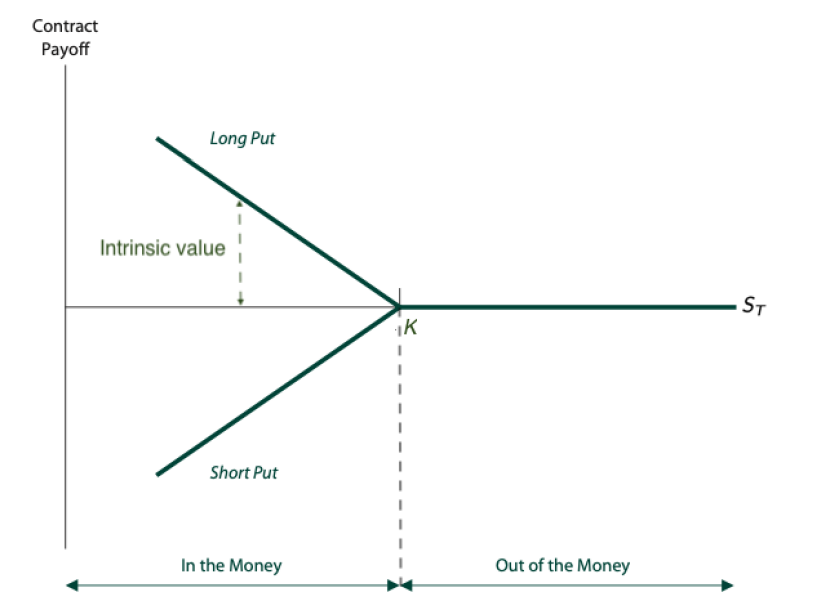 Contract
Payoff
Long Put
Intrinsic value
S_T
K
Short Put
In the Money
Out of the Money